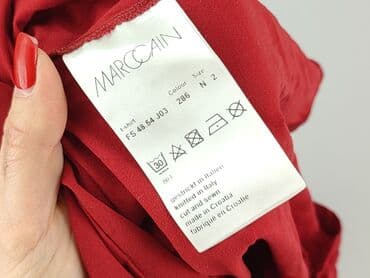 MARCCAIN
t-shirt Colour Size
FS 48.54 J03 286 N 2
30
gestrickt in Italien
knitted in Italy
cut and sewn
made in Croatia
fabriqué en Croatie